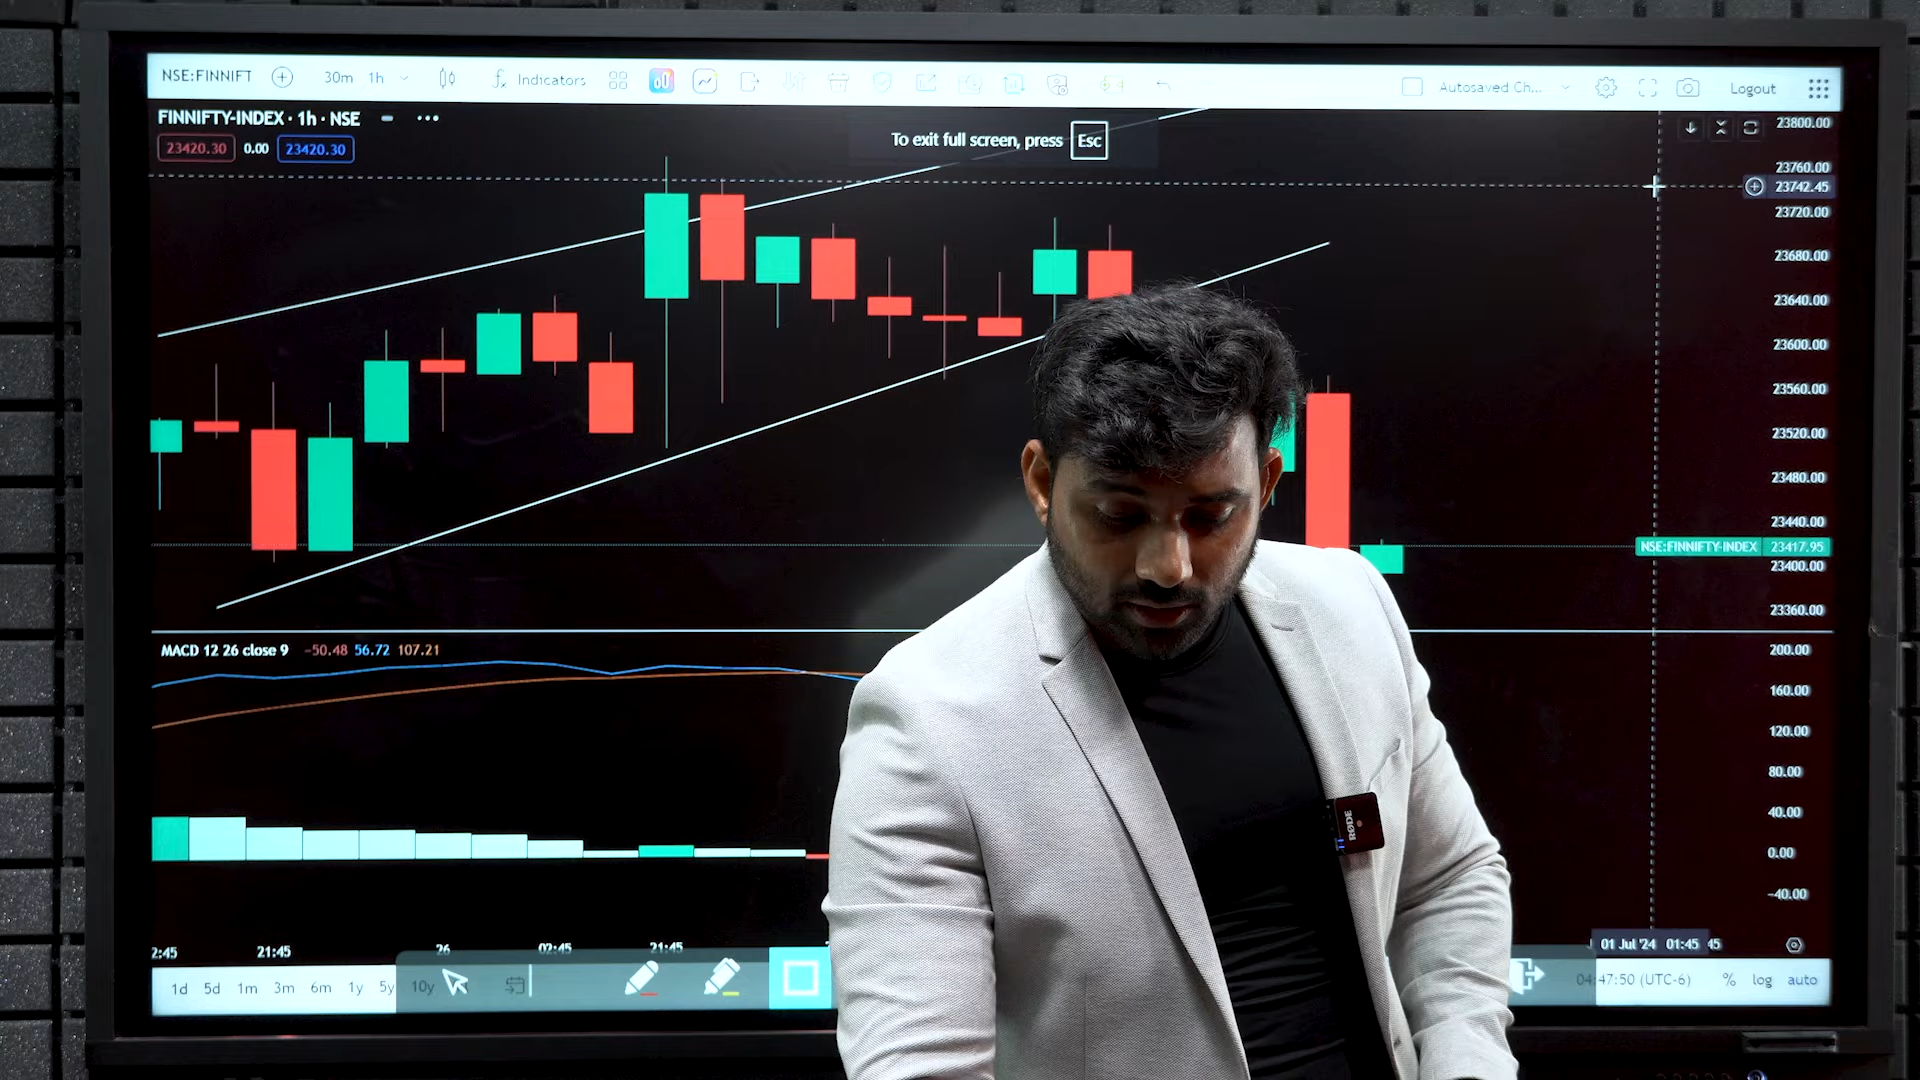 NSE:FINNIFT 30m 1h Indicators Autosaved Ch... Logout
FINNIFTY-INDEX · 1h · NSE
23420.30 0.00 23420.30
To exit full screen, press Esc
23800.00
23760.00
23742.45
23720.00
23680.00
23640.00
23600.00
23560.00
23520.00
23480.00
23440.00
NSE:FINNIFTY-INDEX 23417.95
23400.00
23360.00
MACD 12 26 close 9 -50.48 56.72 107.21
200.00
160.00
120.00
80.00
40.00
0.00
-40.00
RØDE
2:45 21:45 26 02:45 21:45 01 Jul '24 01:45 45
1d 5d 1m 3m 6m 1y 5y 10y 04:47:50 (UTC-6) % log auto